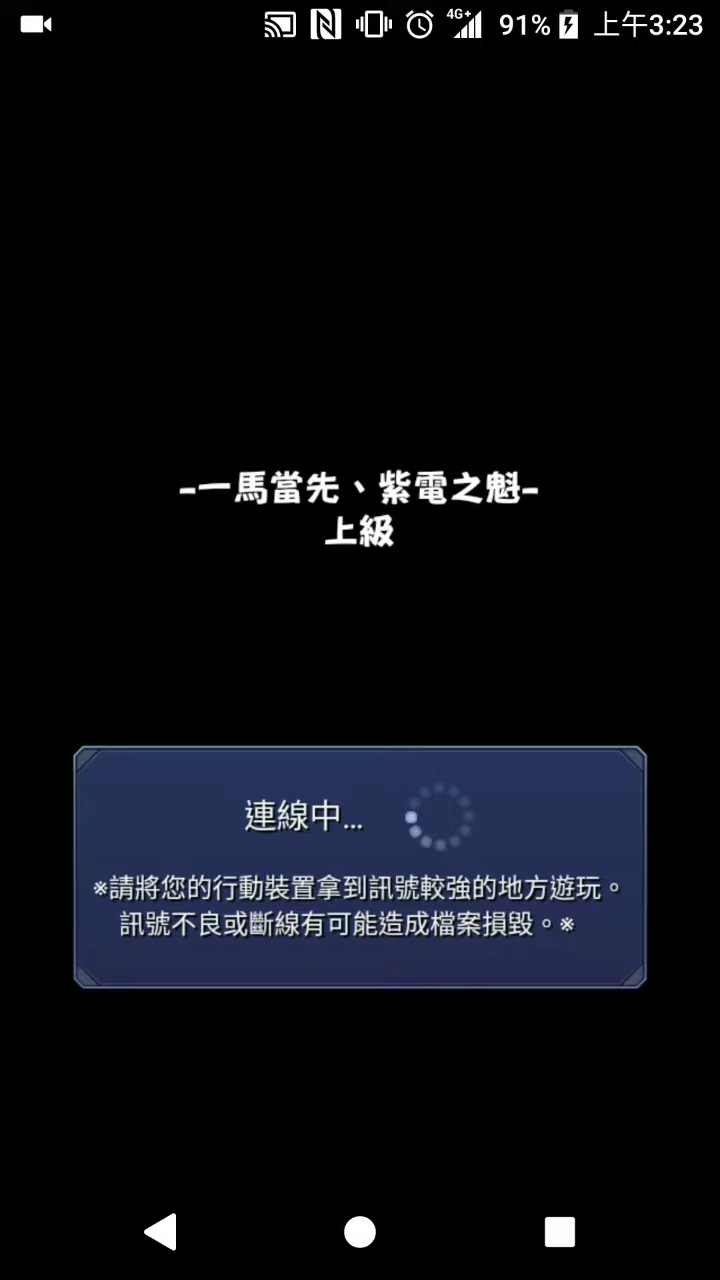 4G+ 91% 上午3:23
-一馬當先、紫電之魁-
上級
連線中...
※請將您的行動裝置拿到訊號較強的地方遊玩。
訊號不良或斷線有可能造成檔案損毀。※